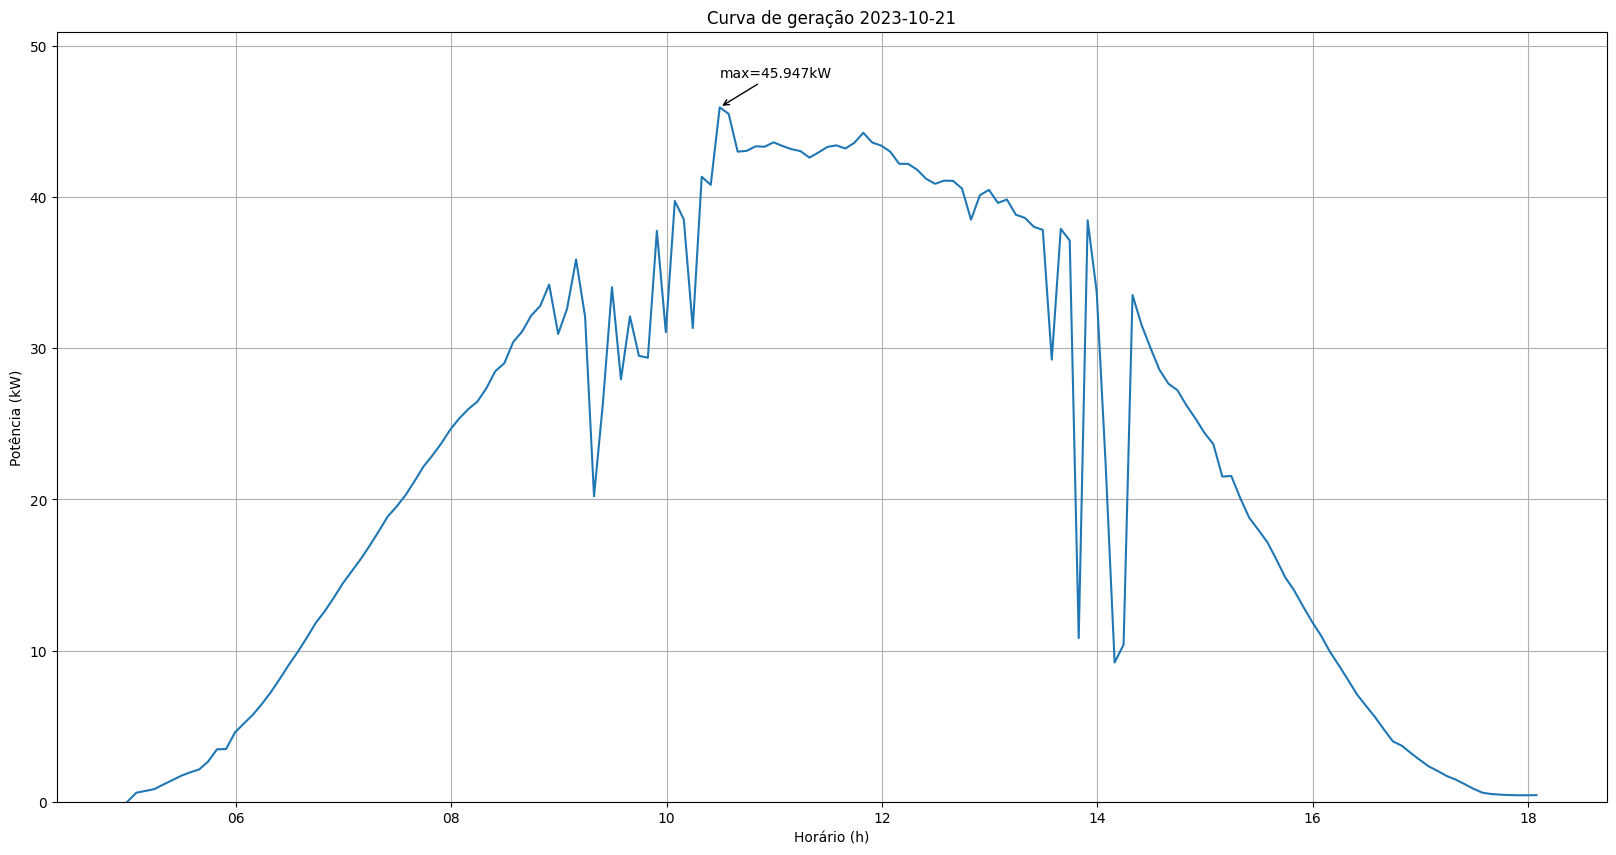 Curva de geração 2023-10-21
max=45.947kW
50
40
30
20
10
0
Potência (kW)
06 08 10 12 14 16 18
Horário (h)